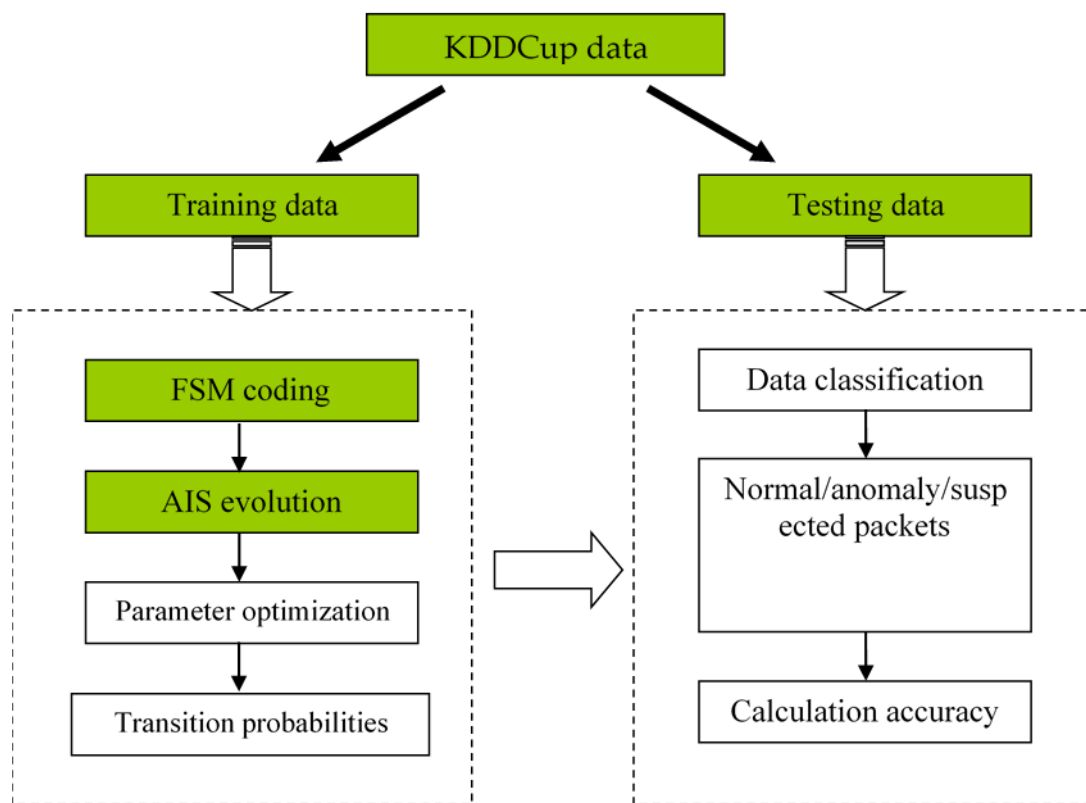 KDDCup data
Training data
Testing data
FSM coding
AIS evolution
Parameter optimization
Transition probabilities
Data classification
Normal/anomaly/susp
ected packets
Calculation accuracy